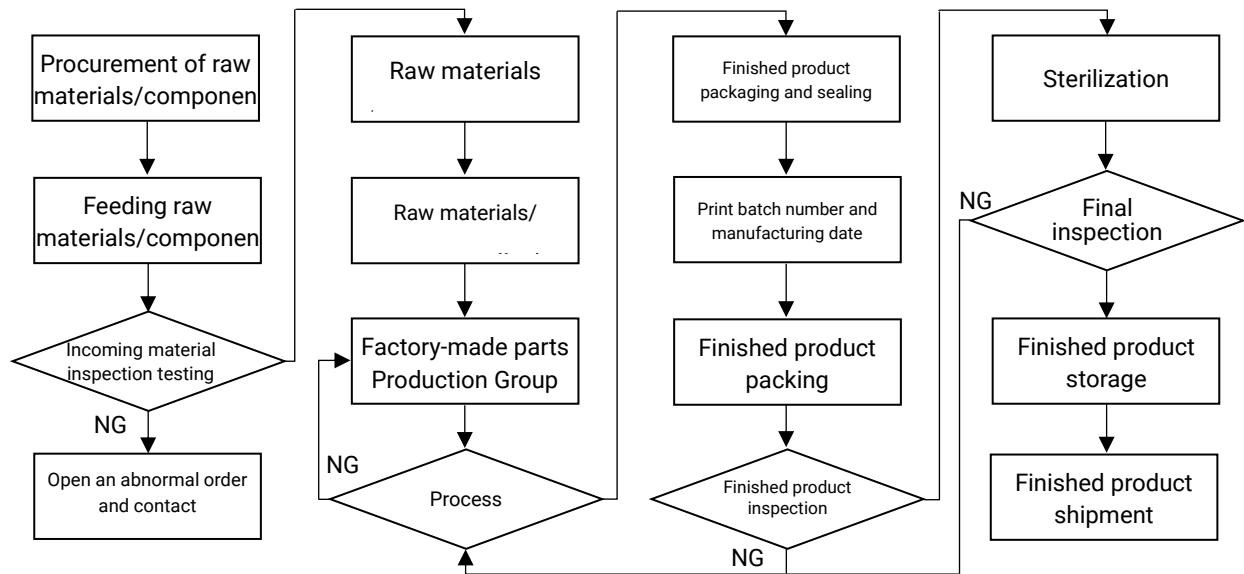 Procurement of raw
materials/componen
Feeding raw
materials/componen
Incoming material
inspection testing
NG
Open an abnormal order
and contact
Raw materials
Raw materials/
Factory-made parts
Production Group
NG
Process
Finished product
packaging and sealing
Print batch number and
manufacturing date
Finished product
packing
Finished product
inspection
NG
Sterilization
NG
Final
inspection
Finished product
storage
Finished product
shipment